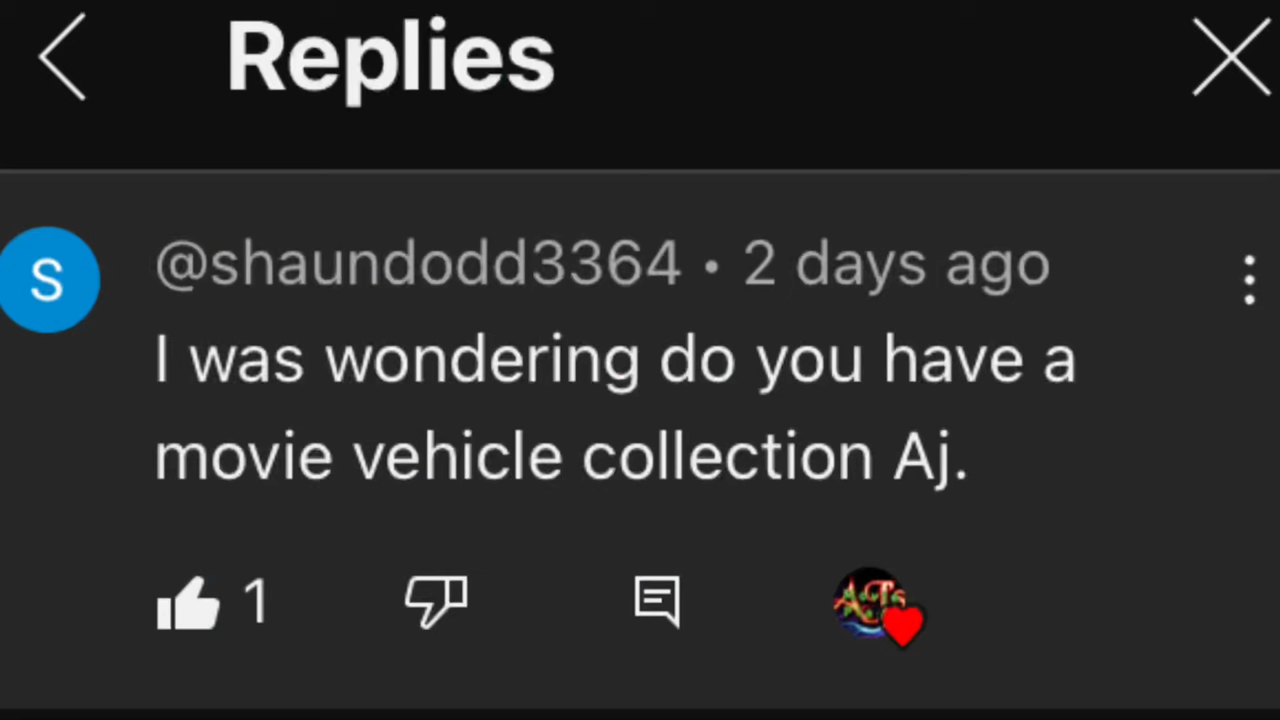 Replies
S
@shaundodd3364 • 2 days ago
I was wondering do you have a
movie vehicle collection Aj.
1